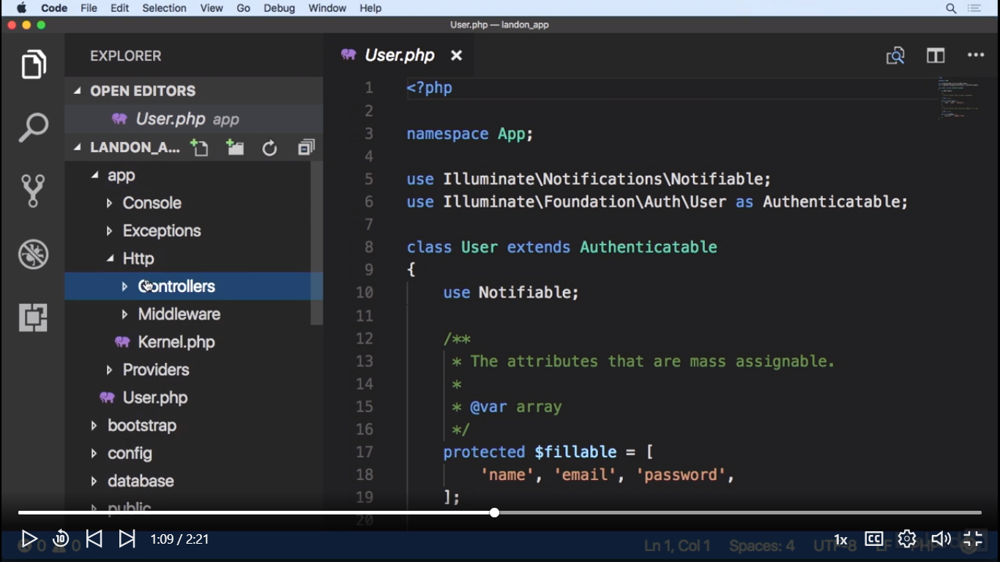 Code File Edit Selection View Go Debug Window Help
User.php — landon_app
EXPLORER
OPEN EDITORS
User.php app
LANDON_A...
app
Console
Exceptions
Http
Controllers
Middleware
Kernel.php
Providers
User.php
bootstrap
config
database
public
User.php
1 <?php
2
3 namespace App;
4
5 use Illuminate\Notifications\Notifiable;
6 use Illuminate\Foundation\Auth\User as Authenticatable;
7
8 class User extends Authenticatable
9 {
10 use Notifiable;
11
12 /**
13 * The attributes that are mass assignable.
14 *
15 * @var array
16 */
17 protected $fillable = [
18 'name', 'email', 'password',
19 ];
20
0 0 Ln 1, Col 1 Spaces: 4 UTF-8 LF PHP
10 1:09 / 2:21 1x CC